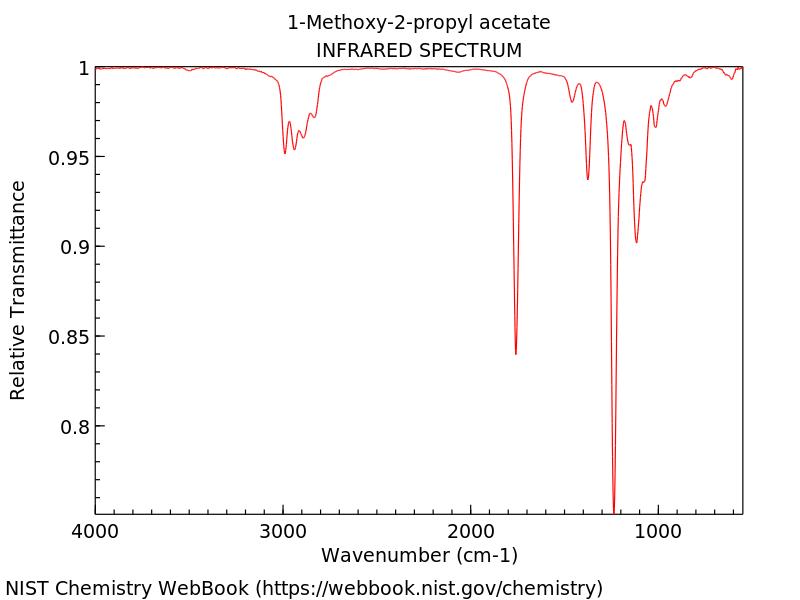 1-Methoxy-2-propyl acetate
INFRARED SPECTRUM
1
0.95
0.9
0.85
0.8
Relative Transmittance
4000 3000 2000 1000
Wavenumber (cm-1)
NIST Chemistry WebBook (https://webbook.nist.gov/chemistry)